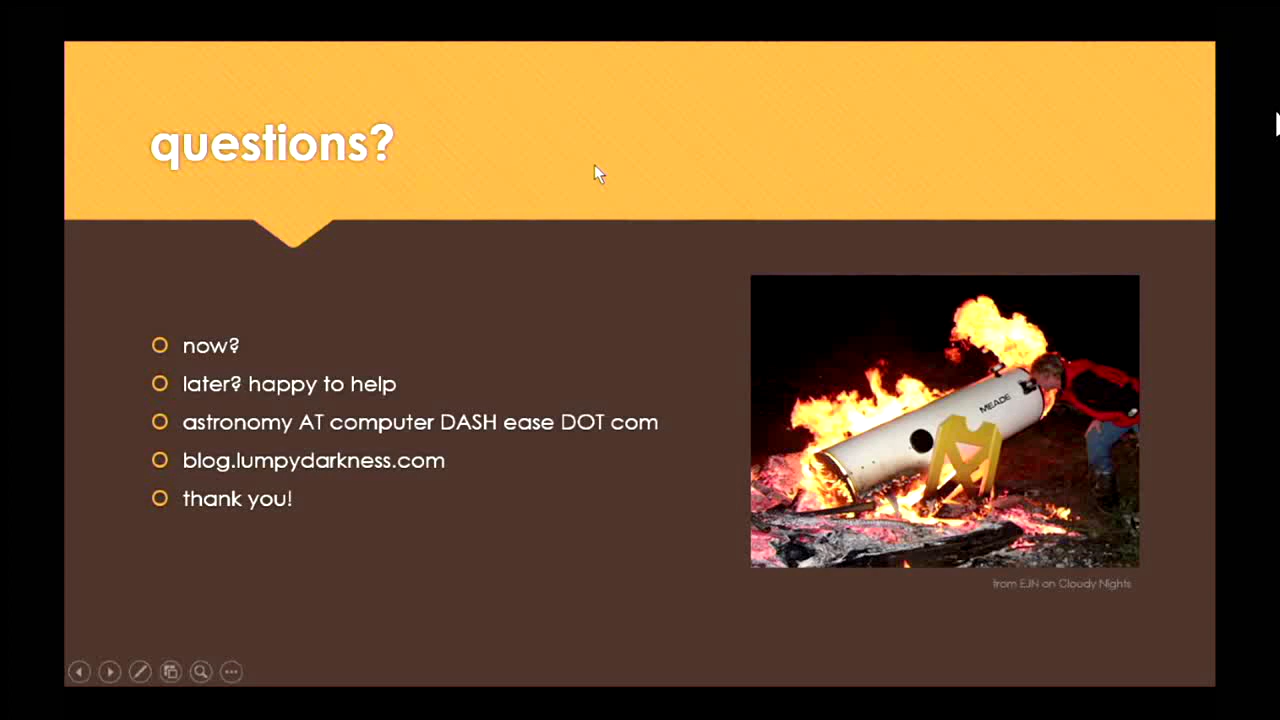 questions?
now?
later? happy to help
astronomy AT computer DASH ease DOT com
blog.lumpydarkness.com
thank you!
MEADE
from EJN on Cloudy Nights